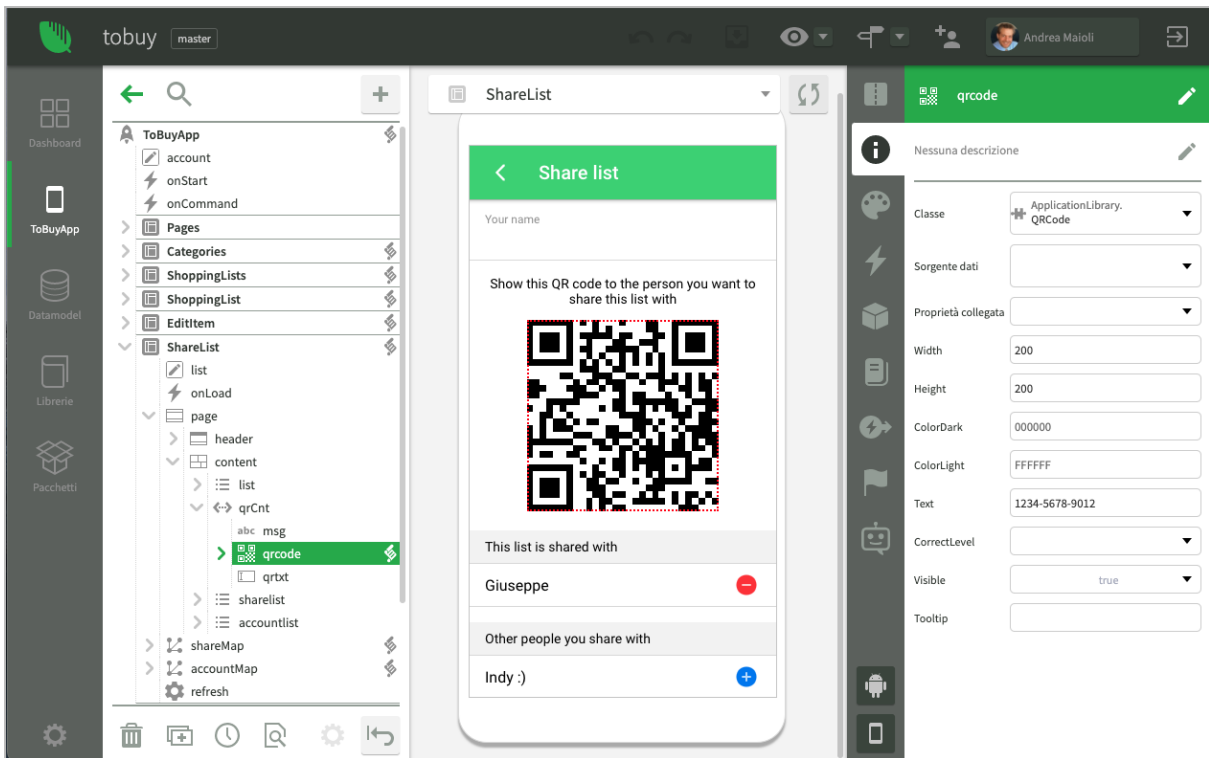 tobuy master
Andrea Maioli
Dashboard
ToBuyApp
Datamodel
Librerie
Pacchetti
ToBuyApp
account
onStart
onCommand
Pages
Categories
ShoppingLists
ShoppingList
EditItem
ShareList
list
onLoad
page
header
content
list
qrCnt
abc msg
qrcode
qrtxt
sharelist
accountlist
shareMap
accountMap
refresh
ShareList
Share list
Your name
Show this QR code to the person you want to
share this list with
This list is shared with
Giuseppe
Other people you share with
Indy :)
qrcode
Nessuna descrizione
Classe
ApplicationLibrary.
QRCode
Sorgente dati
Proprietà collegata
Width 200
Height 200
ColorDark 000000
ColorLight FFFFFF
Text 1234-5678-9012
CorrectLevel
Visible true
Tooltip